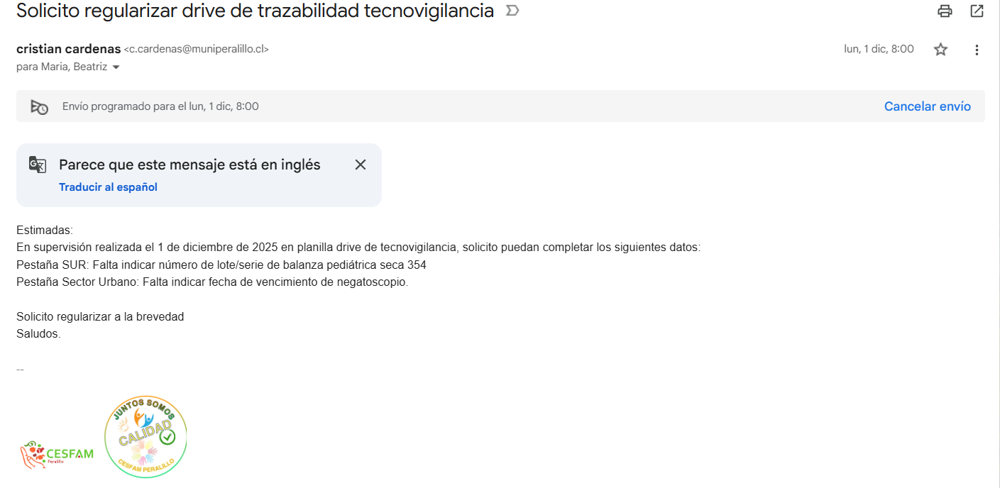 Solicito regularizar drive de trazabilidad tecnovigilancia
cristian cardenas <c.cardenas@muniperalillo.cl>
lun, 1 dic, 8:00
para Maria, Beatriz
Envío programado para el lun, 1 dic, 8:00
Cancelar envío
Parece que este mensaje está en inglés
Traducir al español
Estimadas:
En supervisión realizada el 1 de diciembre de 2025 en planilla drive de tecnovigilancia, solicito puedan completar los siguientes datos:
Pestaña SUR: Falta indicar número de lote/serie de balanza pediátrica seca 354
Pestaña Sector Urbano: Falta indicar fecha de vencimiento de negatoscopio.
Solicito regularizar a la brevedad
Saludos.
--
CESFAM
Peralillo
JUNTOS SOMOS
CALIDAD
CESFAM PERALILLO